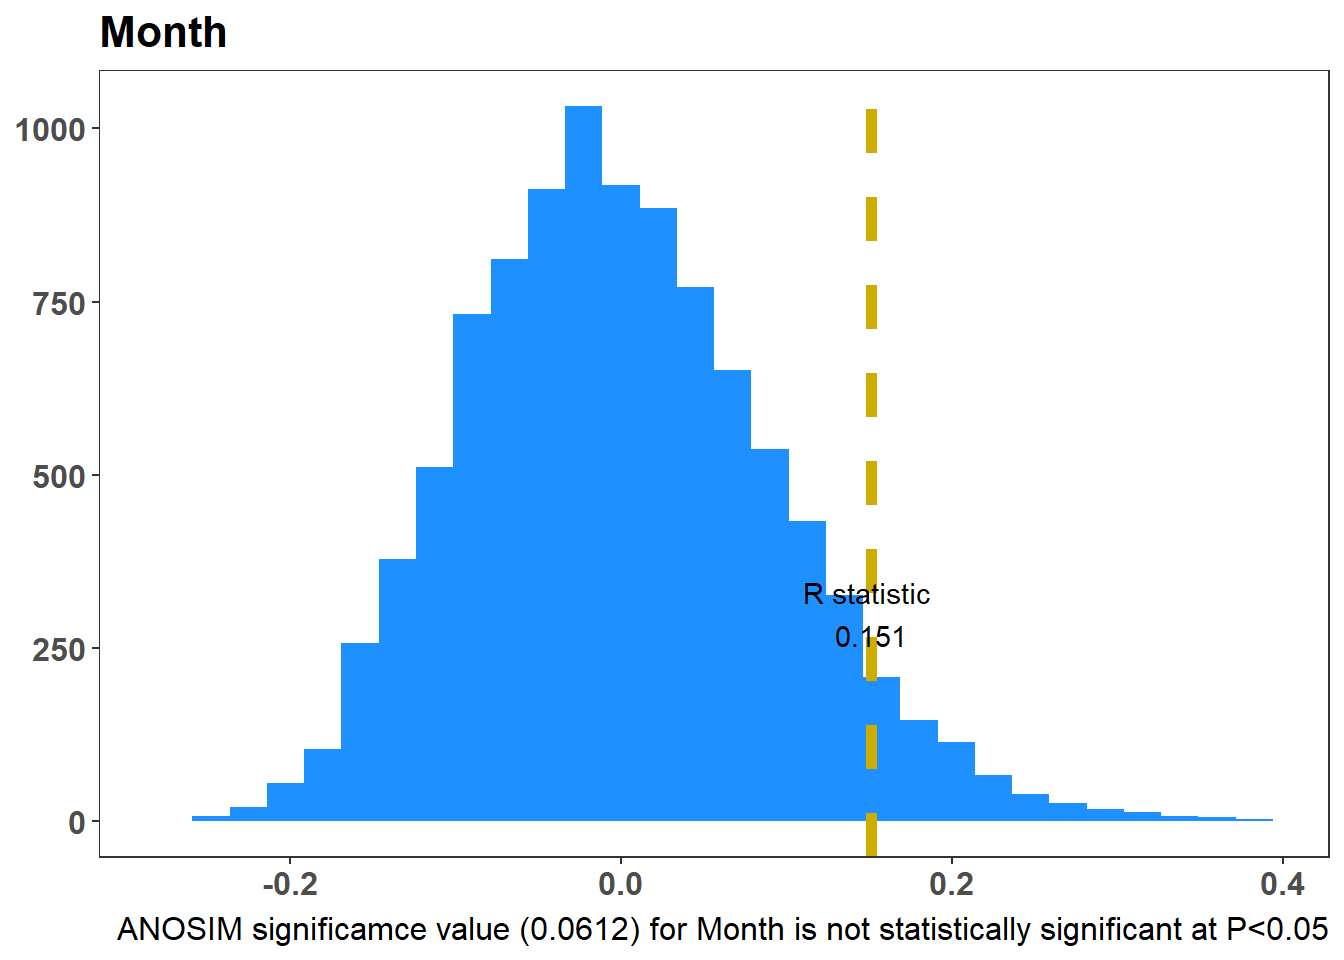 Month
1000
750
500
250
0
R statistic
0.151
-0.2 0.0 0.2 0.4
ANOSIM significamce value (0.0612) for Month is not statistically significant at P<0.05